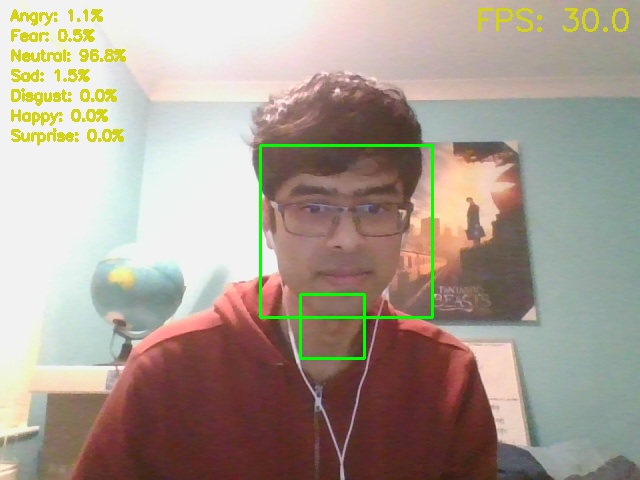 Angry: 1.1%
Fear: 0.5%
Neutral: 96.8%
Sad: 1.5%
Disgust: 0.0%
Happy: 0.0%
Surprise: 0.0%
FPS: 30.0
FANTASTIC
BEASTS